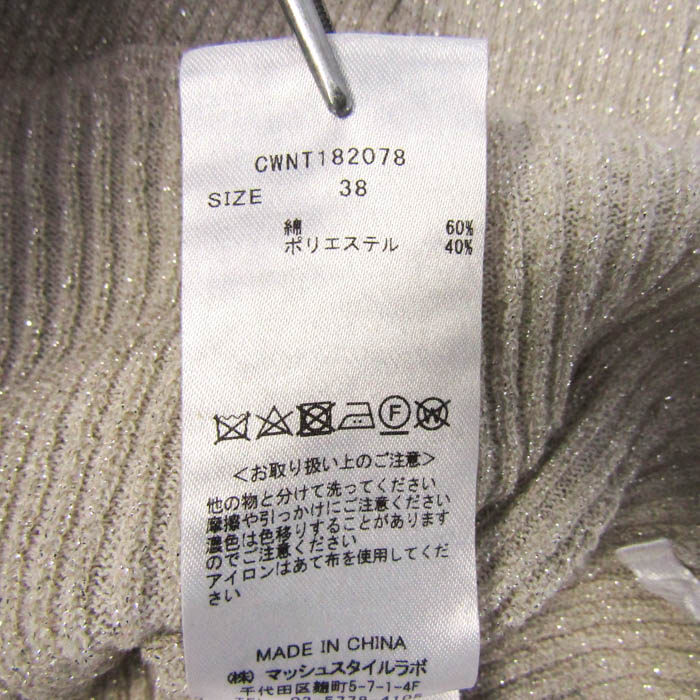 CWNT182078
SIZE 38
綿 60%
ポリエステル 40%
F W
<お取り扱い上のご注意>
他の物と分けて洗ってください
摩擦や引っかけにご注意ください
濃色は色移りすることがあります
のでご注意ください
アイロンはあて布を使用してくだ
さい
MADE IN CHINA
(株) マッシュスタイルラボ
千代田区麹町5-7-1-4F